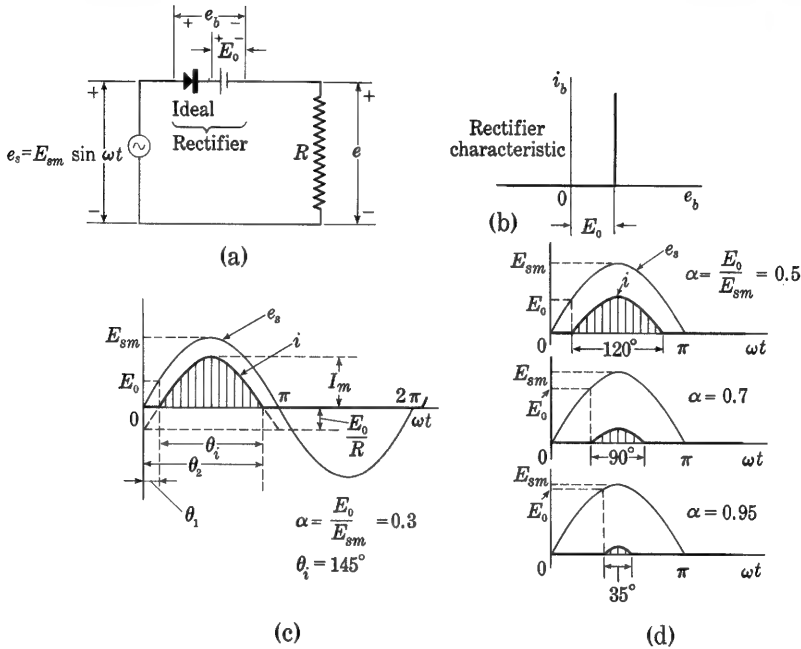 e_b
+ − + −
E_0
+ +
Ideal
Rectifier
e_s=E_sm sin ωt
R
e
− −
(a)
i_b
Rectifier
characteristic
0
e_b
E_0
(b)
E_sm
e_s
i
E_0
I_m
0
π
2π
ωt
E_0/R
θ_i
θ_2
θ_1
α = E_0/E_sm = 0.3
θ_i = 145°
(c)
E_sm
e_s
α = E_0/E_sm = 0.5
i
E_0
0
120°
π
ωt
E_sm
E_0
α = 0.7
0
90°
π
ωt
E_sm
E_0
α = 0.95
0
π
ωt
35°
(d)